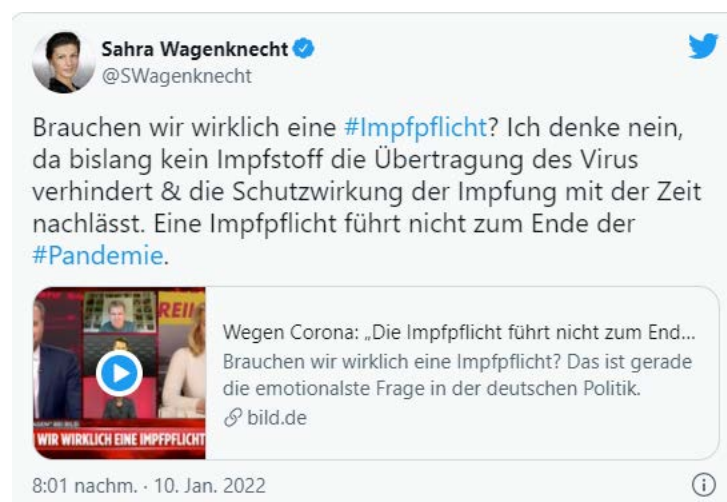 Sahra Wagenknecht
@SWagenknecht
Brauchen wir wirklich eine #Impfpflicht? Ich denke nein,
da bislang kein Impfstoff die Übertragung des Virus
verhindert & die Schutzwirkung der Impfung mit der Zeit
nachlässt. Eine Impfpflicht führt nicht zum Ende der
#Pandemie.
REI
WIR WIRKLICH EINE IMPFPFLICHT
Wegen Corona: „Die Impfpflicht führt nicht zum End...
Brauchen wir wirklich eine Impfpflicht? Das ist gerade
die emotionalste Frage in der deutschen Politik.
bild.de
8:01 nachm. · 10. Jan. 2022